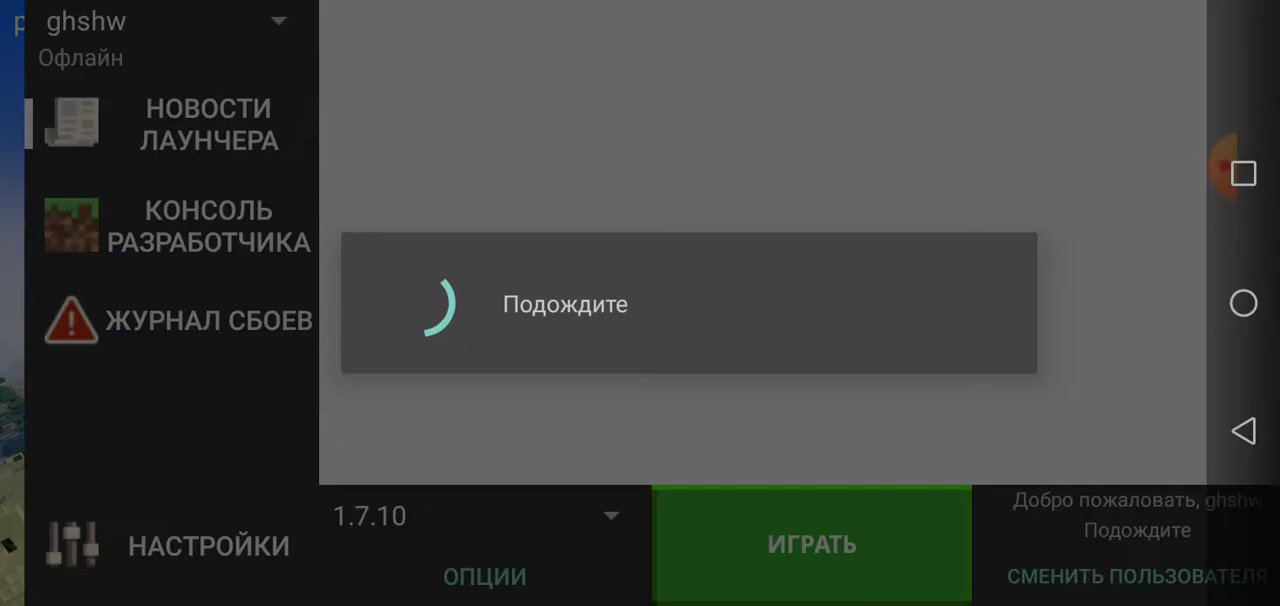 p
ghshw
Офлайн
НОВОСТИ
ЛАУНЧЕРА
КОНСОЛЬ
РАЗРАБОТЧИКА
ЖУРНАЛ СБОЕВ
НАСТРОЙКИ
Подождите
1.7.10
ОПЦИИ
ИГРАТЬ
Добро пожаловать, ghshw
Подождите
СМЕНИТЬ ПОЛЬЗОВАТЕЛЯ